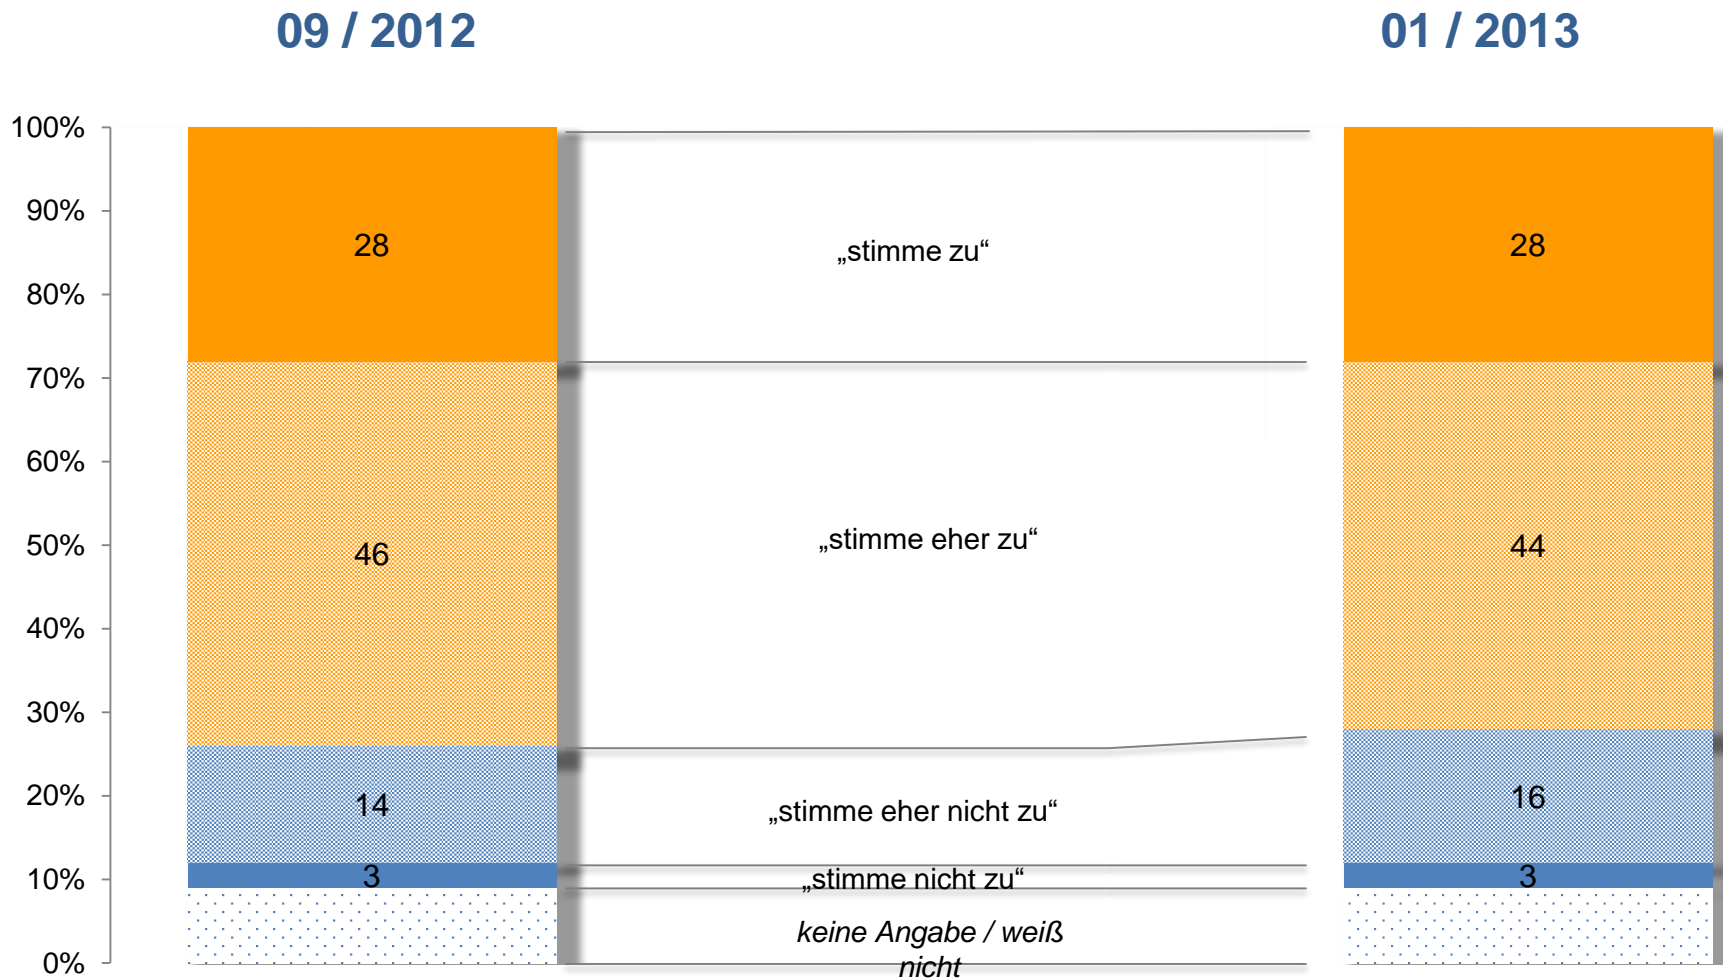 09 / 2012
01 / 2013
100%
90%
80%
70%
60%
50%
40%
30%
20%
10%
0%
28
46
14
3
„stimme zu“
„stimme eher zu“
„stimme eher nicht zu“
„stimme nicht zu“
keine Angabe / weiß
nicht
28
44
16
3